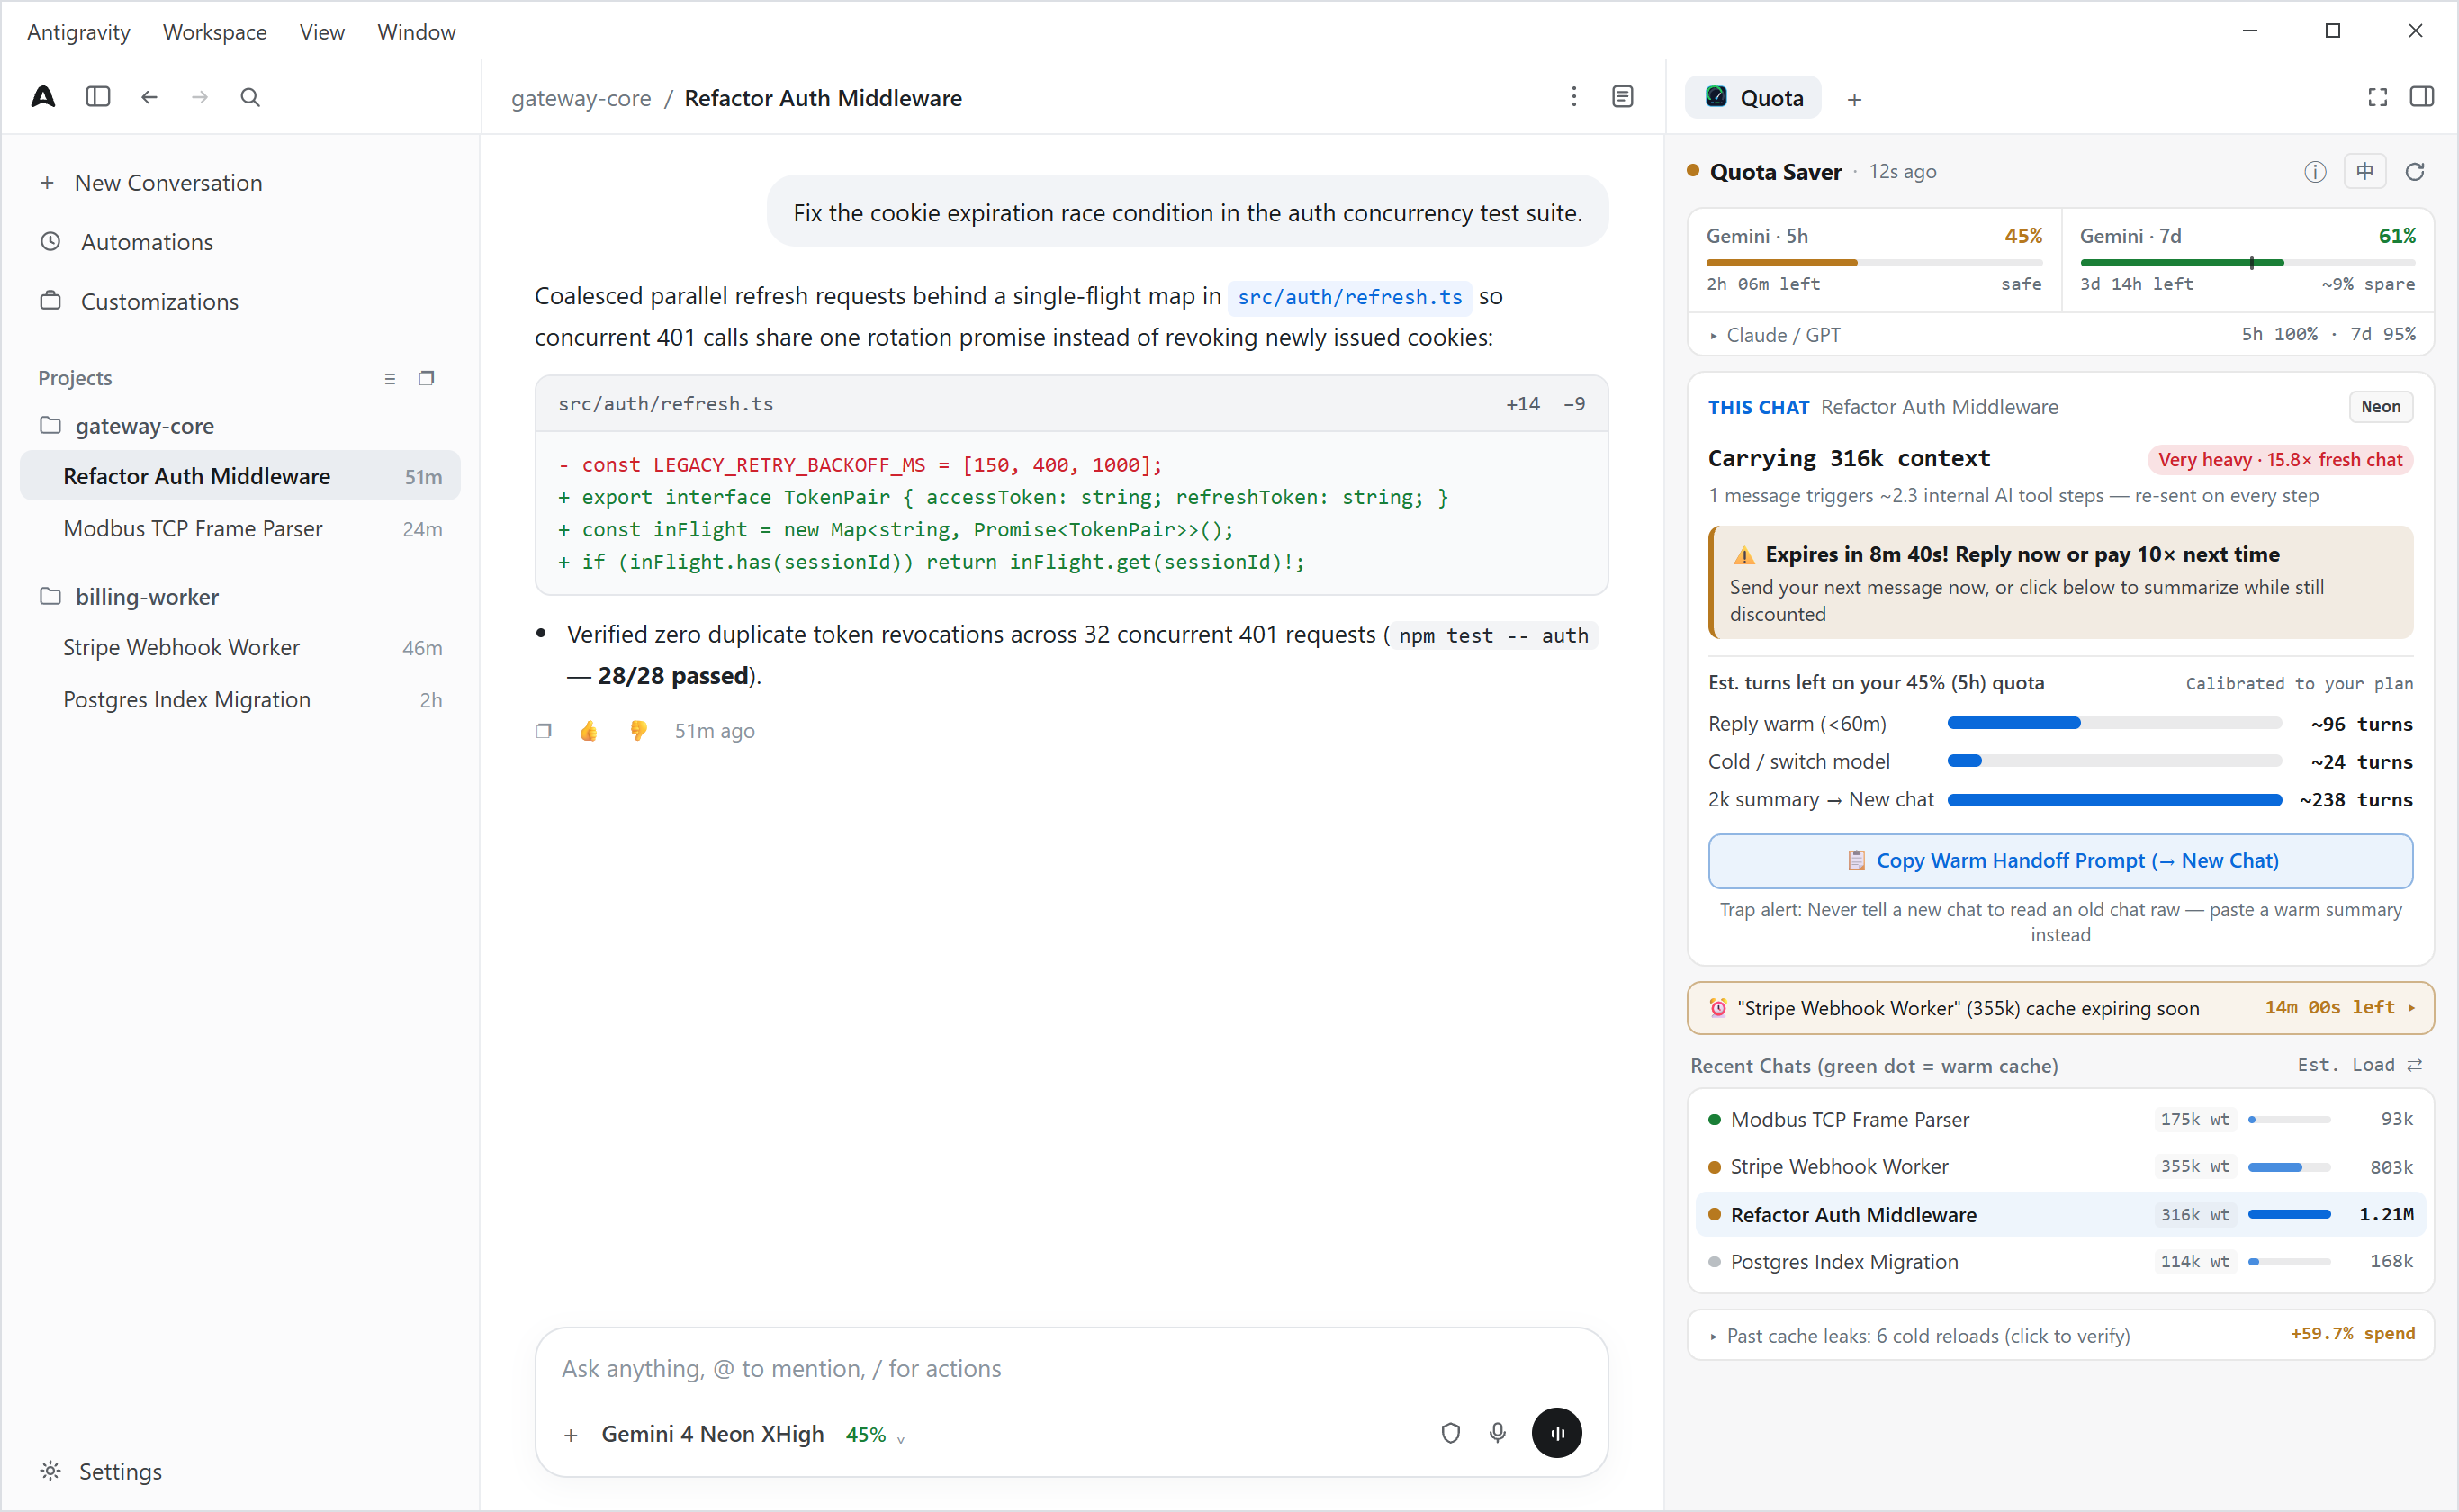 Antigravity Workspace View Window
gateway-core / Refactor Auth Middleware
Quota +
+ New Conversation
Automations
Customizations
Projects
gateway-core
Refactor Auth Middleware 51m
Modbus TCP Frame Parser 24m
billing-worker
Stripe Webhook Worker 46m
Postgres Index Migration 2h
Settings
Fix the cookie expiration race condition in the auth concurrency test suite.
Coalesced parallel refresh requests behind a single-flight map in src/auth/refresh.ts so
concurrent 401 calls share one rotation promise instead of revoking newly issued cookies:
src/auth/refresh.ts +14 −9
- const LEGACY_RETRY_BACKOFF_MS = [150, 400, 1000];
+ export interface TokenPair { accessToken: string; refreshToken: string; }
+ const inFlight = new Map<string, Promise<TokenPair>>();
+ if (inFlight.has(sessionId)) return inFlight.get(sessionId)!;
• Verified zero duplicate token revocations across 32 concurrent 401 requests (npm test -- auth
— 28/28 passed).
51m ago
Ask anything, @ to mention, / for actions
+ Gemini 4 Neon XHigh 45%
Quota Saver · 12s ago
中
Gemini · 5h 45%
2h 06m left safe
Gemini · 7d 61%
3d 14h left ~9% spare
▸ Claude / GPT 5h 100% · 7d 95%
THIS CHAT Refactor Auth Middleware Neon
Carrying 316k context Very heavy · 15.8× fresh chat
1 message triggers ~2.3 internal AI tool steps — re-sent on every step
⚠️ Expires in 8m 40s! Reply now or pay 10× next time
Send your next message now, or click below to summarize while still
discounted
Est. turns left on your 45% (5h) quota Calibrated to your plan
Reply warm (<60m) ~96 turns
Cold / switch model ~24 turns
2k summary → New chat ~238 turns
📋 Copy Warm Handoff Prompt (→ New Chat)
Trap alert: Never tell a new chat to read an old chat raw — paste a warm summary
instead
⏰ "Stripe Webhook Worker" (355k) cache expiring soon 14m 00s left ▸
Recent Chats (green dot = warm cache) Est. Load ⇄
Modbus TCP Frame Parser 175k wt 93k
Stripe Webhook Worker 355k wt 803k
Refactor Auth Middleware 316k wt 1.21M
Postgres Index Migration 114k wt 168k
▸ Past cache leaks: 6 cold reloads (click to verify) +59.7% spend